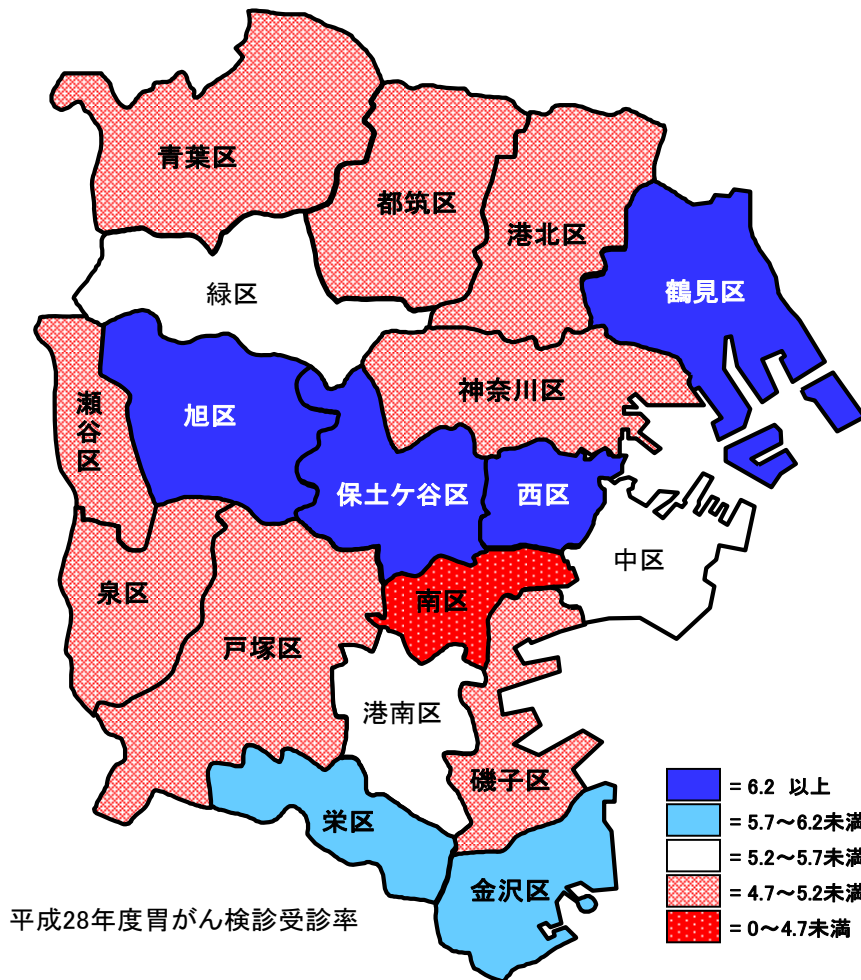 青葉区
都筑区
港北区
鶴見区
緑区
神奈川区
瀬谷区
旭区
保土ケ谷区
西区
中区
泉区
南区
戸塚区
港南区
磯子区
栄区
金沢区
= 6.2 以上
= 5.7～6.2未満
= 5.2～5.7未満
= 4.7～5.2未満
= 0～4.7未満
平成28年度胃がん検診受診率